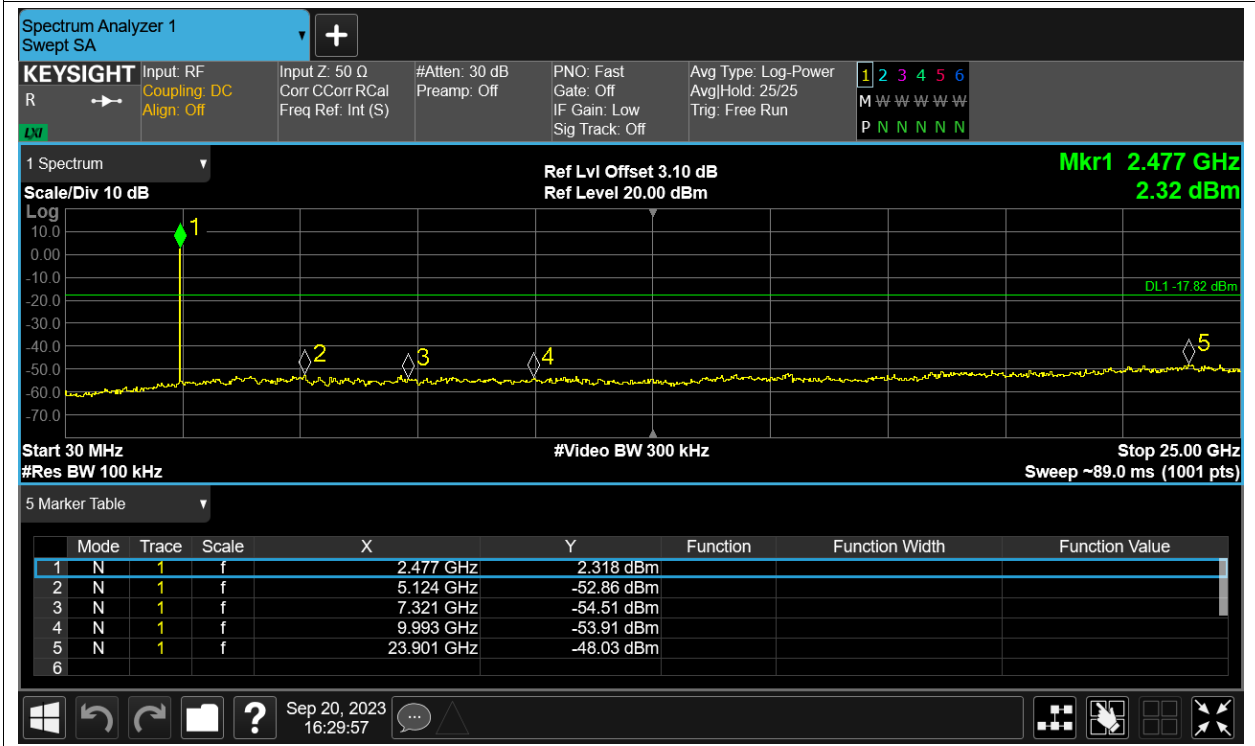 Spectrum Analyzer 1
Swept SA
+
KEYSIGHT
R
LXI
Input: RF
Coupling: DC
Align: Off
Input Z: 50 Ω
Corr CCorr RCal
Freq Ref: Int (S)
#Atten: 30 dB
Preamp: Off
PNO: Fast
Gate: Off
IF Gain: Low
Sig Track: Off
Avg Type: Log-Power
Avg|Hold: 25/25
Trig: Free Run
1 2 3 4 5 6
M W W W W W
P N N N N N
1 Spectrum
Scale/Div 10 dB
Ref Lvl Offset 3.10 dB
Ref Level 20.00 dBm
Mkr1 2.477 GHz
2.32 dBm
Log
10.0
0.00
-10.0
-20.0
-30.0
-40.0
-50.0
-60.0
-70.0
1
2
3
4
5
DL1 -17.82 dBm
Start 30 MHz
#Res BW 100 kHz
#Video BW 300 kHz
Stop 25.00 GHz
Sweep ~89.0 ms (1001 pts)
5 Marker Table
Mode Trace Scale X Y Function Function Width Function Value
1 N 1 f 2.477 GHz 2.318 dBm
2 N 1 f 5.124 GHz -52.86 dBm
3 N 1 f 7.321 GHz -54.51 dBm
4 N 1 f 9.993 GHz -53.91 dBm
5 N 1 f 23.901 GHz -48.03 dBm
6
?
Sep 20, 2023
16:29:57